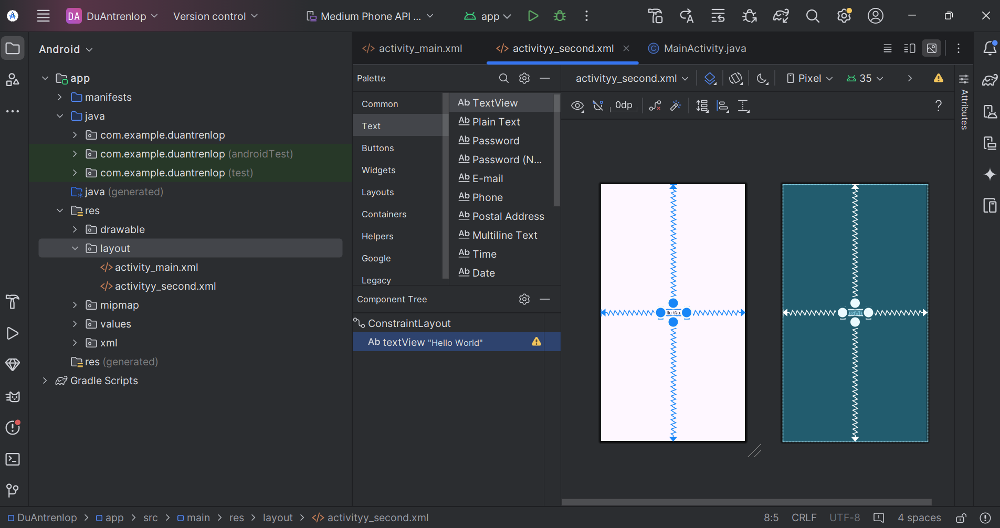 DA DuAntrenlop Version control Medium Phone API ... app
Android
app
manifests
java
com.example.duantrenlop
com.example.duantrenlop (androidTest)
com.example.duantrenlop (test)
java (generated)
res
drawable
layout
activity_main.xml
activityy_second.xml
mipmap
values
xml
res (generated)
Gradle Scripts
activity_main.xml activityy_second.xml MainActivity.java
Palette
Common
Text
Buttons
Widgets
Layouts
Containers
Helpers
Google
Legacy
Ab TextView
Ab Plain Text
Ab Password
Ab Password (N...
Ab E-mail
Ab Phone
Ab Postal Address
Ab Multiline Text
Ab Time
Ab Date
Component Tree
ConstraintLayout
Ab textView "Hello World"
activityy_second.xml Pixel 35
0dp ?
Attributes
llo Wo..
DuAntrenlop > app > src > main > res > layout > activityy_second.xml 8:5 CRLF UTF-8 4 spaces